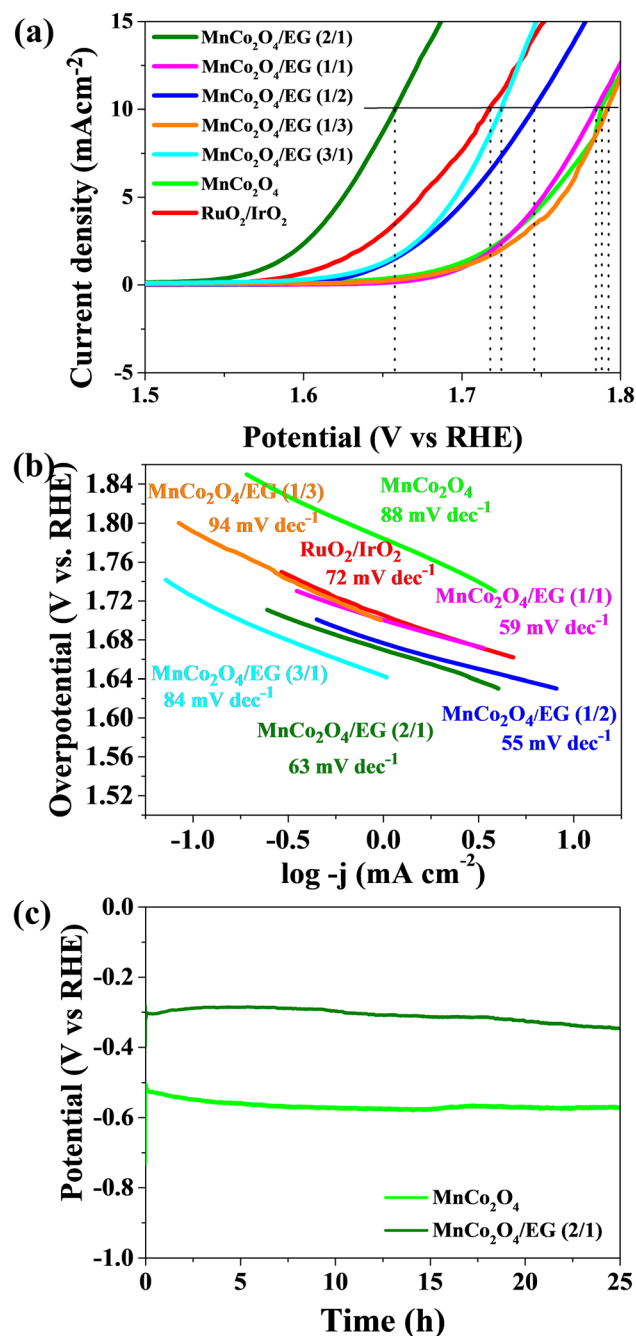 (a)
MnCo₂O₄/EG (2/1)
MnCo₂O₄/EG (1/1)
MnCo₂O₄/EG (1/2)
MnCo₂O₄/EG (1/3)
MnCo₂O₄/EG (3/1)
MnCo₂O₄
RuO₂/IrO₂
Current density (mAcm⁻²)
15
10
5
0
-5
1.5
1.6
1.7
1.8
Potential (V vs RHE)
(b)
Overpotential (V vs. RHE)
1.84
1.80
1.76
1.72
1.68
1.64
1.60
1.56
1.52
MnCo₂O₄/EG (1/3)
94 mV dec⁻¹
MnCo₂O₄
88 mV dec⁻¹
RuO₂/IrO₂
72 mV dec⁻¹
MnCo₂O₄/EG (1/1)
59 mV dec⁻¹
MnCo₂O₄/EG (3/1)
84 mV dec⁻¹
MnCo₂O₄/EG (2/1)
63 mV dec⁻¹
MnCo₂O₄/EG (1/2)
55 mV dec⁻¹
-1.0
-0.5
0.0
0.5
1.0
log -j (mA cm⁻²)
(c)
Potential (V vs RHE)
0.0
-0.2
-0.4
-0.6
-0.8
-1.0
MnCo₂O₄
MnCo₂O₄/EG (2/1)
0
5
10
15
20
25
Time (h)